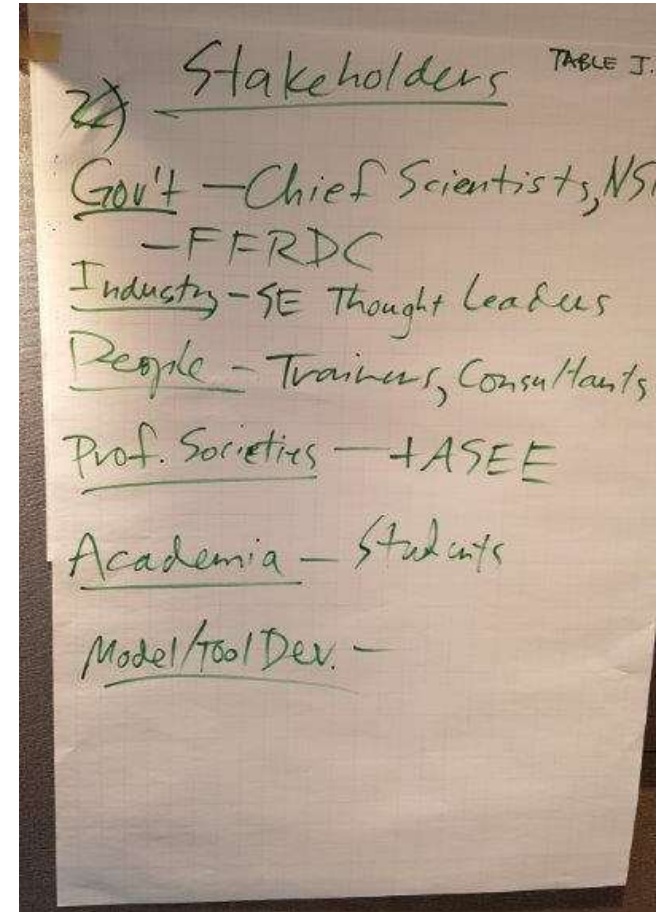 2) Stakeholders TABLE I.
Gov't — Chief Scientists,
— FFRDC
Industry - SE Thought Leaders
People - Trainers, Consultants
Prof. Societies — +ASEE
Academia — Students
Model/Tool Dev. —